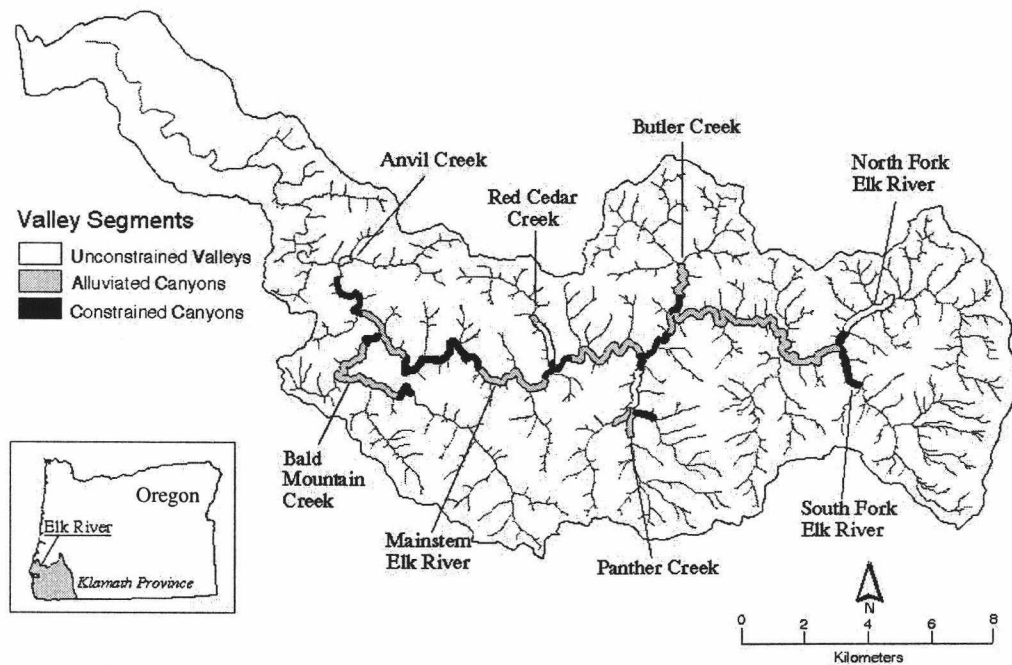 Butler Creek
Anvil Creek
North Fork
Elk River
Red Cedar
Creek
Valley Segments
Unconstrained Valleys
Alluviated Canyons
Constrained Canyons
Bald
Mountain
Creek
Mainstem
Elk River
Panther Creek
South Fork
Elk River
Oregon
Elk River
Klamath Province
N
0 2 4 6 8
Kilometers